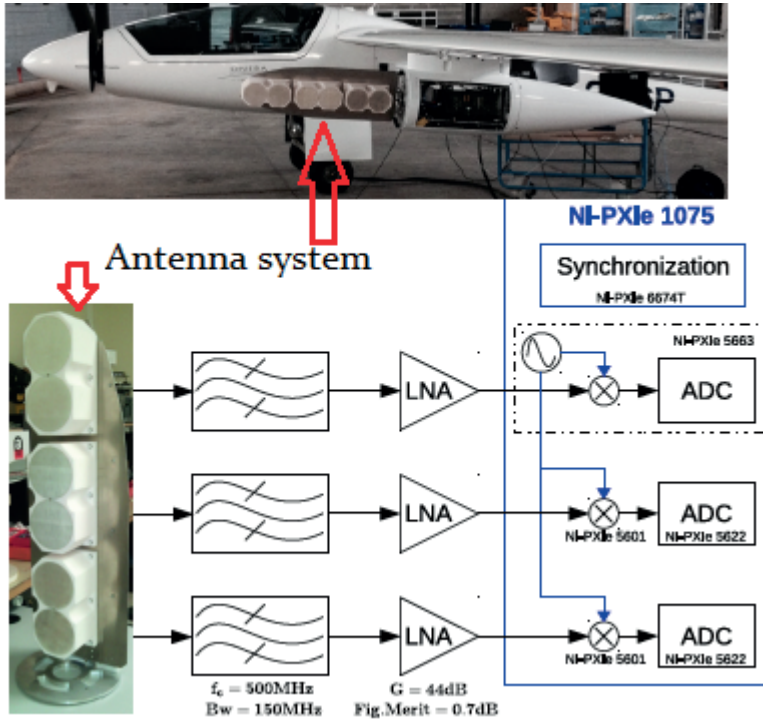 NI-PXIe 1075
Antenna system
Synchronization
NI-PXIe 6674T
NI-PXIe 5663
LNA
ADC
LNA
ADC
NI-PXIe 5601
NI-PXIe 5622
LNA
ADC
NI-PXIe 5601
NI-PXIe 5622
f₀ = 500MHz
G = 44dB
Bw = 150MHz
Fig.Merit = 0.7dB